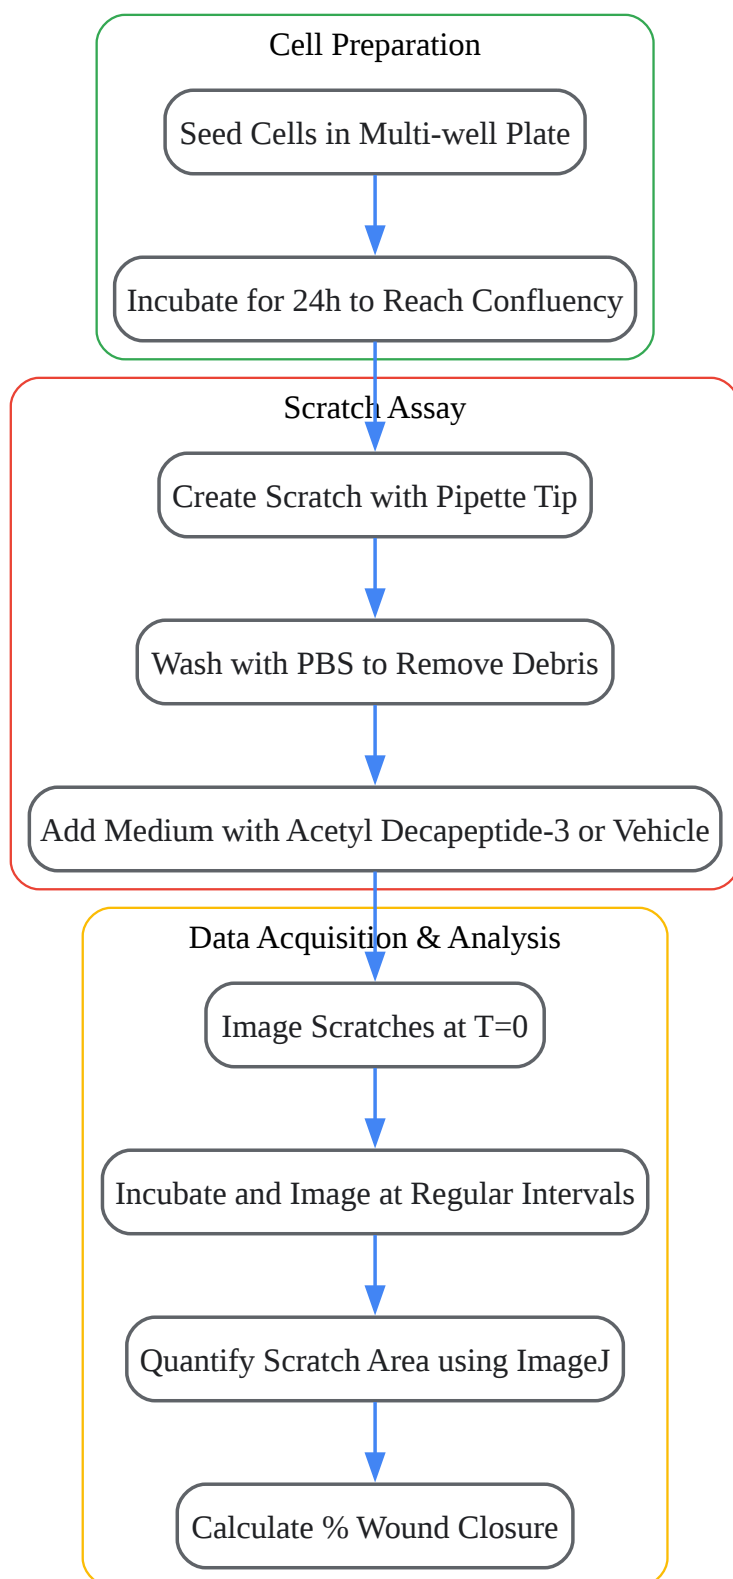 Cell Preparation
Seed Cells in Multi-well Plate
Incubate for 24h to Reach Confluency
Scratch Assay
Create Scratch with Pipette Tip
Wash with PBS to Remove Debris
Add Medium with Acetyl Decapeptide-3 or Vehicle
Data Acquisition & Analysis
Image Scratches at T=0
Incubate and Image at Regular Intervals
Quantify Scratch Area using ImageJ
Calculate % Wound Closure